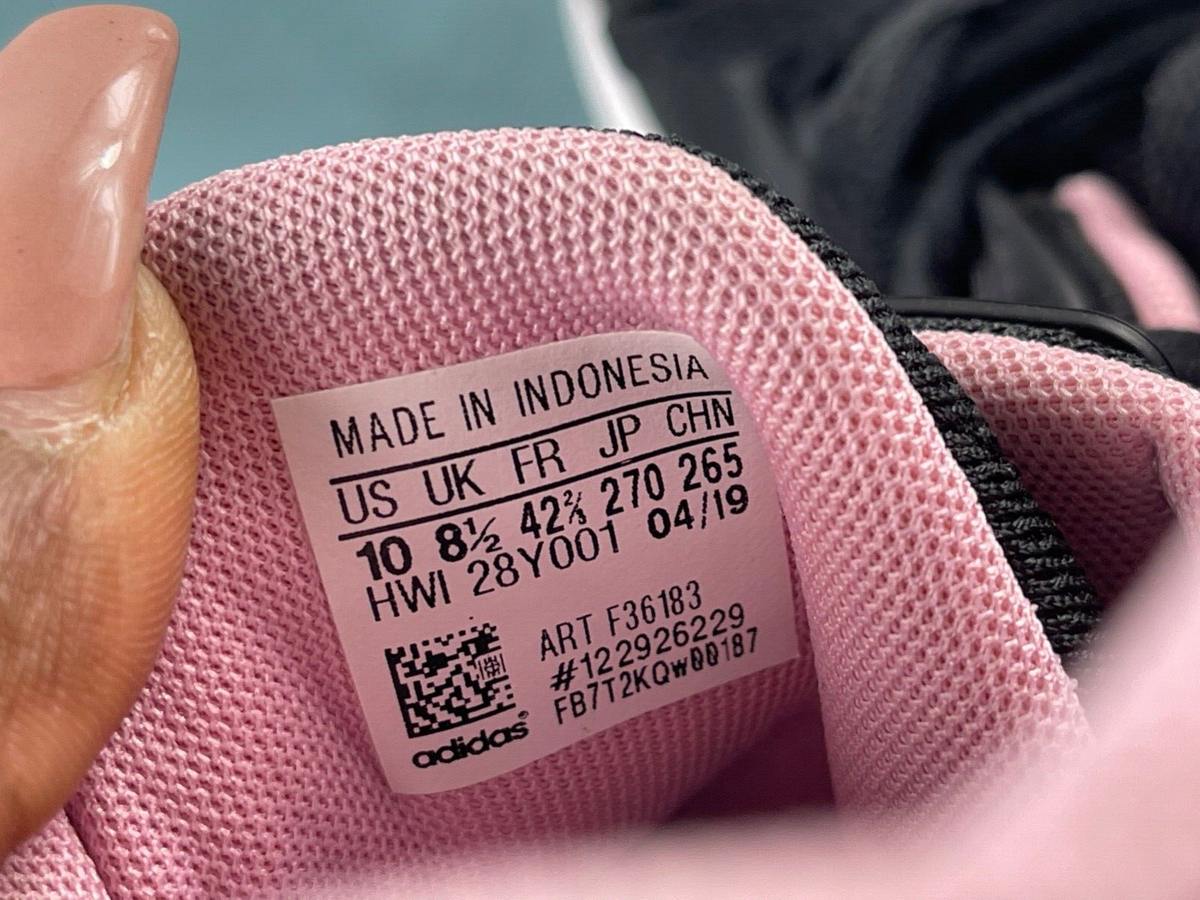 MADE IN INDONESIA
US UK FR JP CHN
10 8½ 42⅔ 270 265
HWI 28Y001 04/19
ART F36183
#122926229
FB7T2KQw00187
adidas®